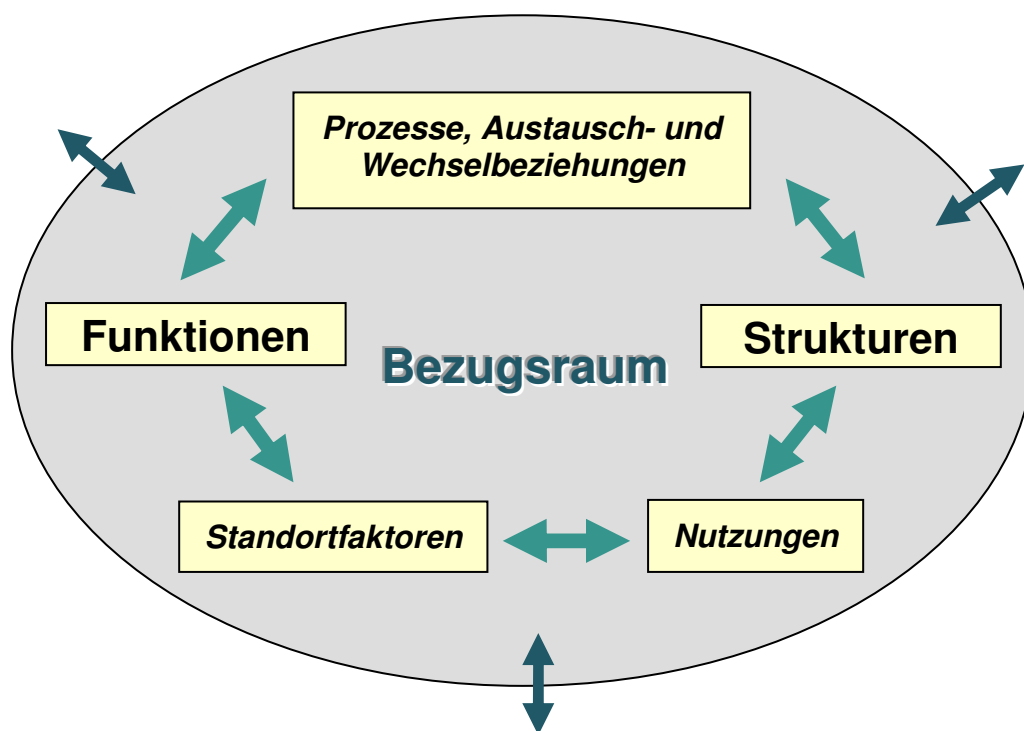 Prozesse, Austausch- und
Wechselbeziehungen
Funktionen
Strukturen
Bezugsraum
Standortfaktoren
Nutzungen